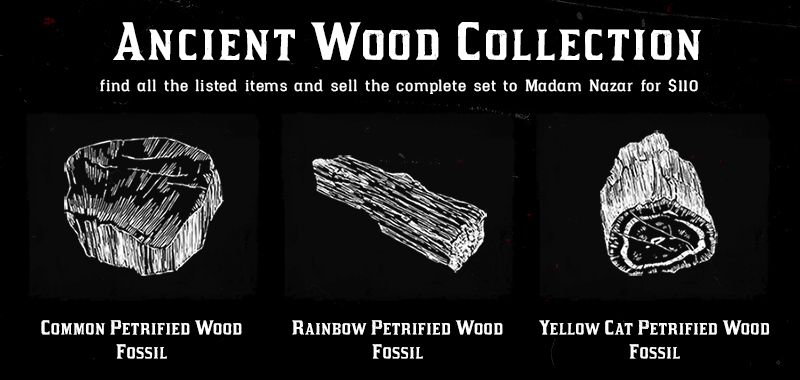 Ancient Wood Collection
find all the listed items and sell the complete set to Madam Nazar for $110
Common Petrified Wood
Fossil
Rainbow Petrified Wood
Fossil
Yellow Cat Petrified Wood
Fossil